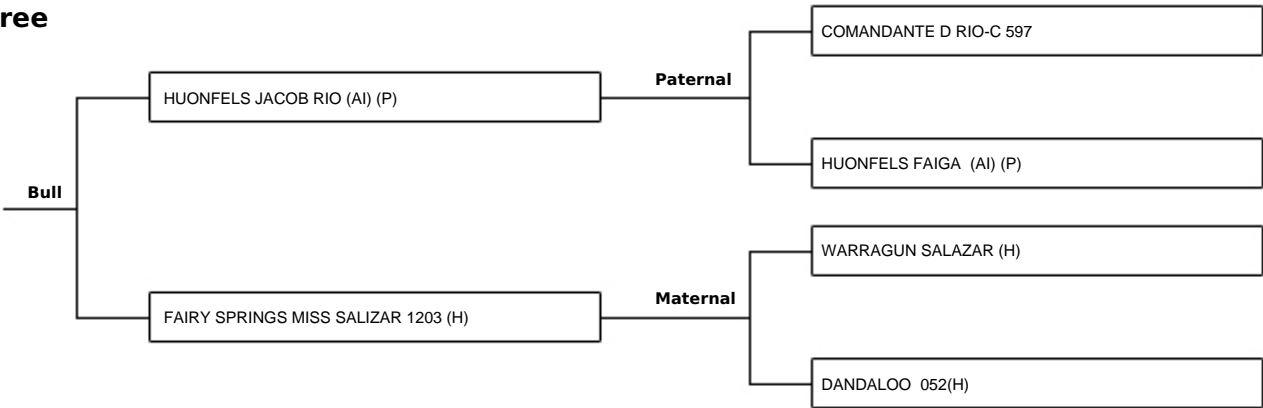 ree
COMANDANTE D RIO-C 597
Paternal
HUONFELS JACOB RIO (AI) (P)
HUONFELS FAIGA  (AI) (P)
Bull
WARRAGUN SALAZAR (H)
Maternal
FAIRY SPRINGS MISS SALIZAR 1203 (H)
DANDALOO  052(H)